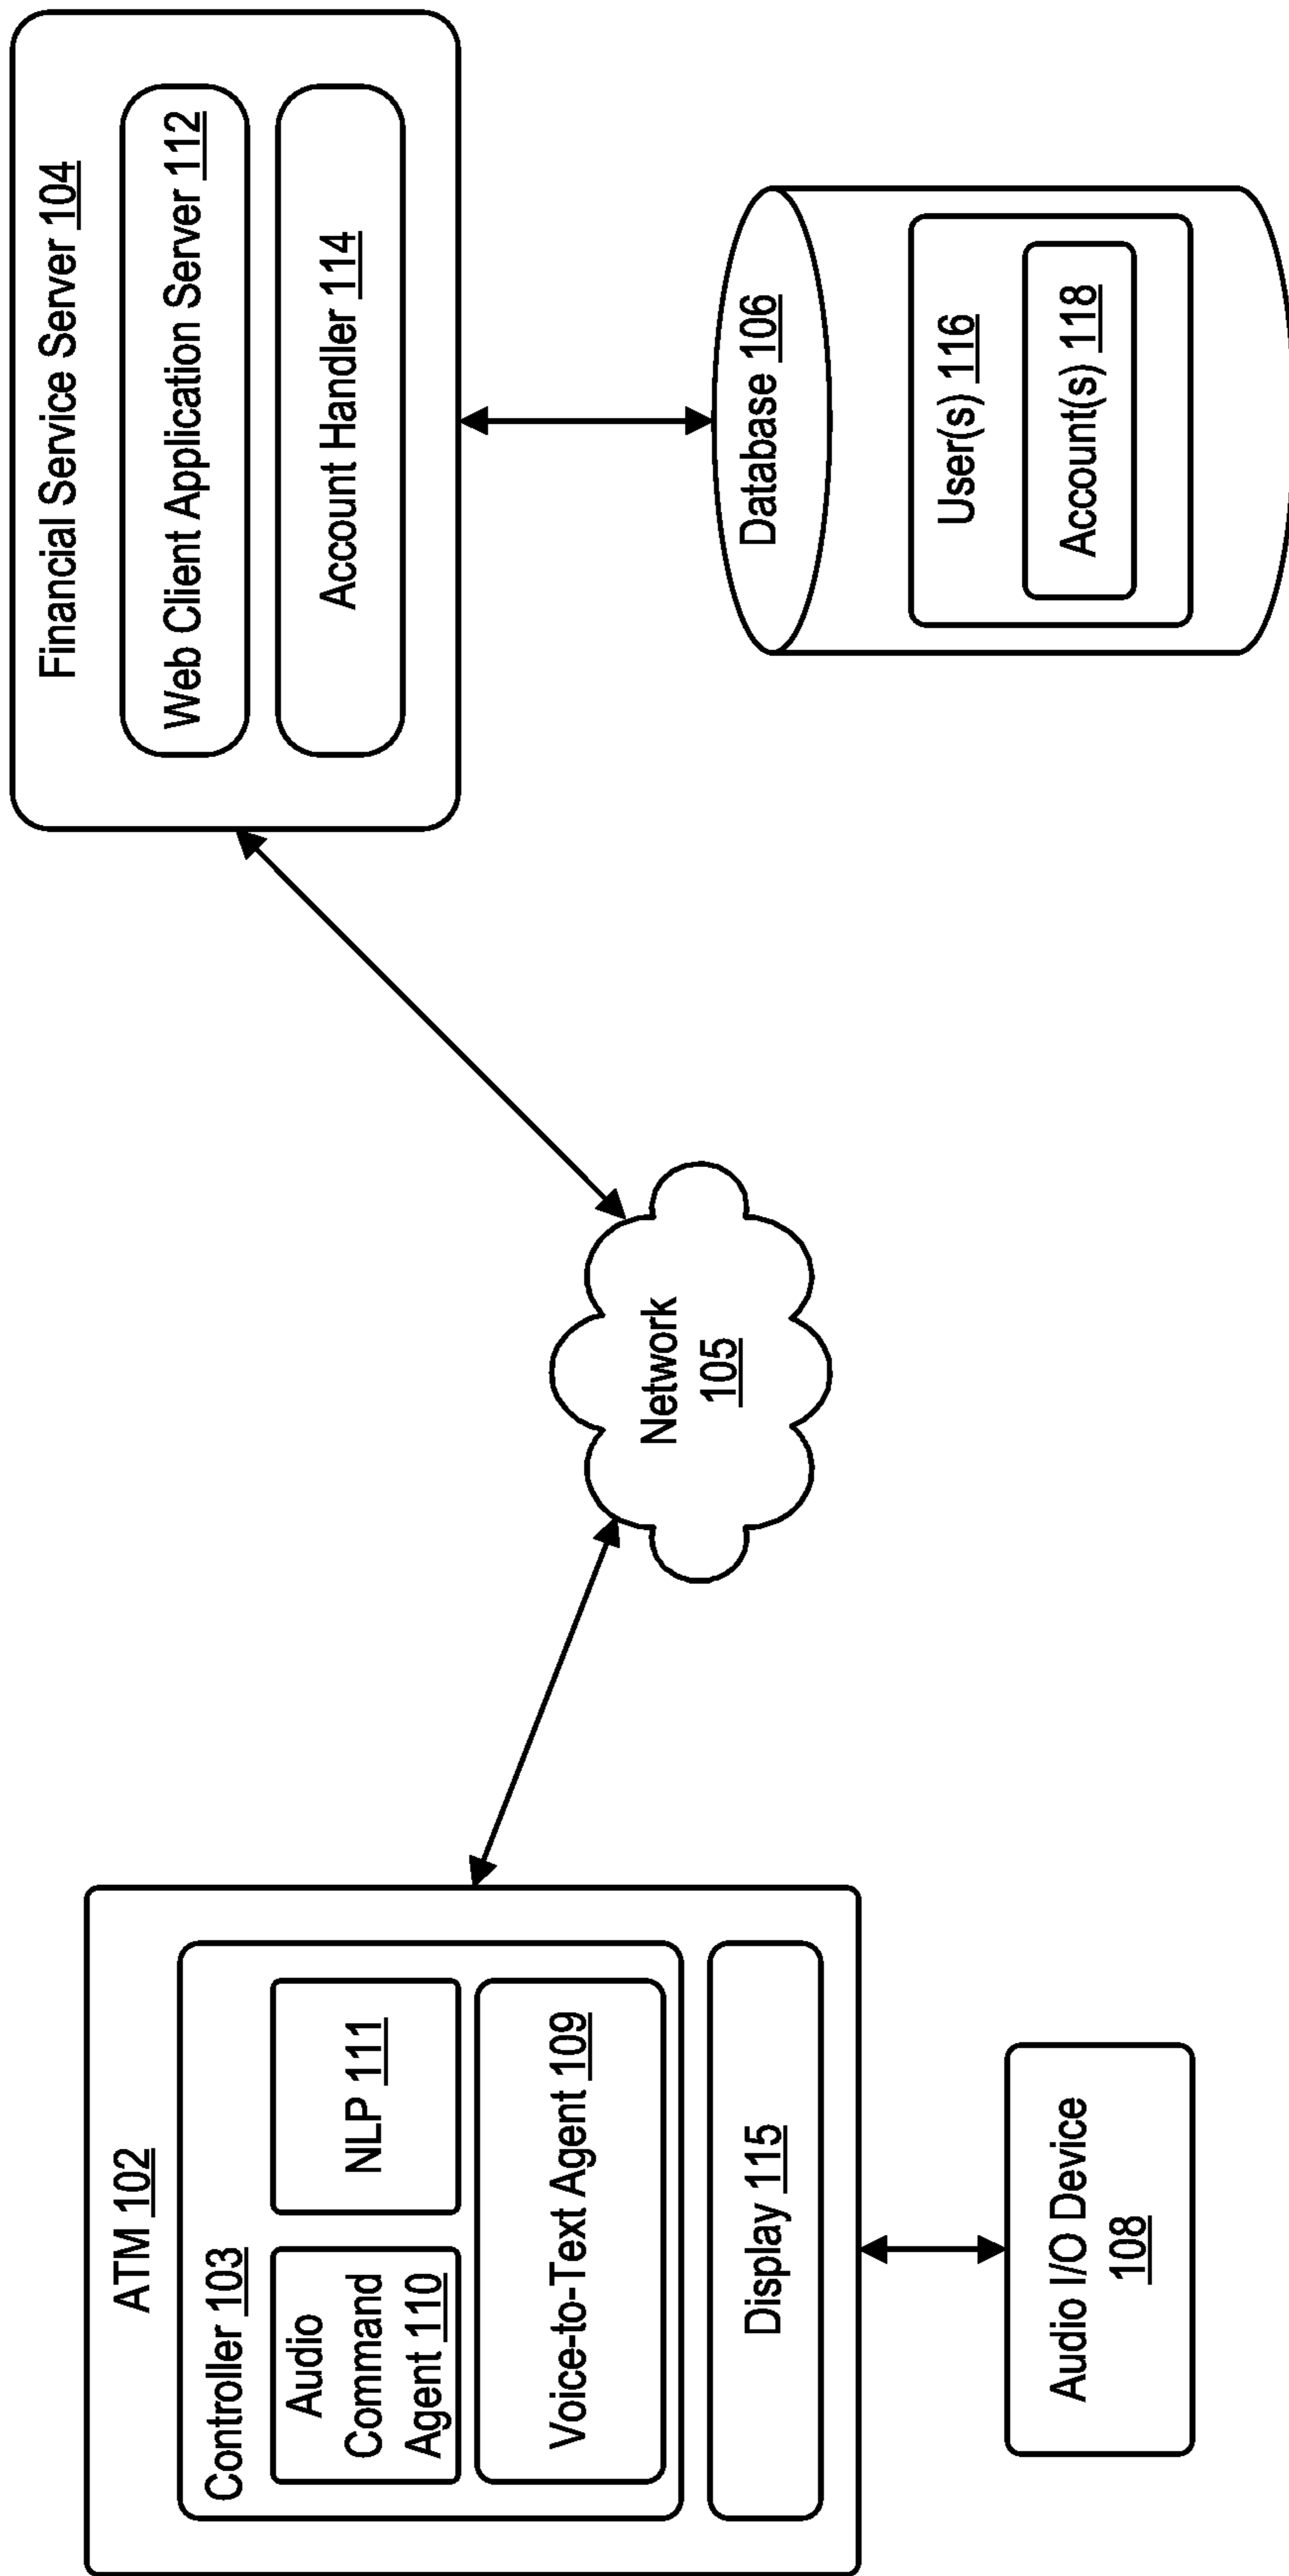 ATM 102
Controller 103
Audio
Command
Agent 110
NLP 111
Voice-to-Text Agent 109
Display 115
Audio I/O Device
108
Network
105
Financial Service Server 104
Web Client Application Server 112
Account Handler 114
Database 106
User(s) 116
Account(s) 118